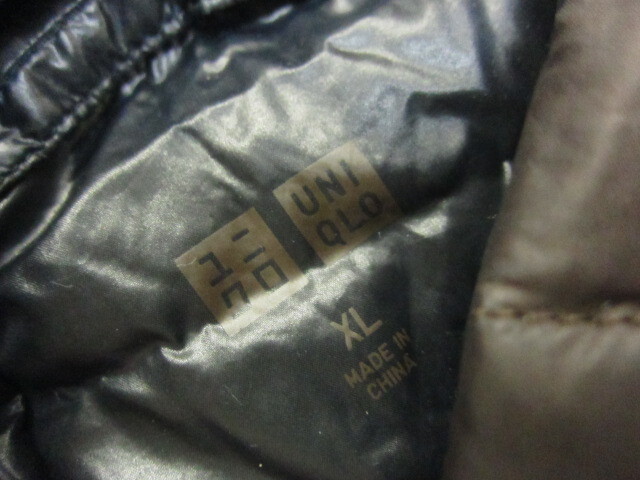 ユニ
クロ
UNI
QLO
XL
MADE IN
CHINA